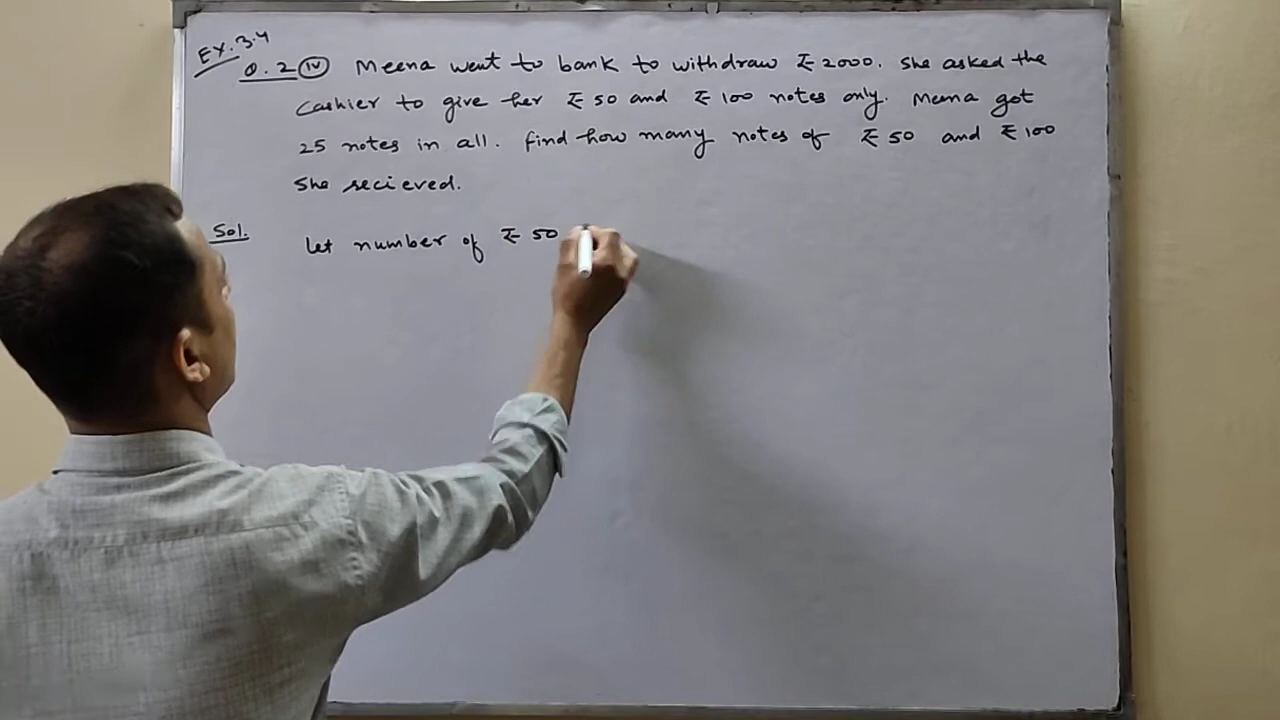 Ex. 3.4
Q. 2 (iv) Meena went to bank to withdraw ₹ 2000. She asked the
Cashier to give her ₹ 50 and ₹ 100 notes only. Meena got
25 notes in all. Find how many notes of ₹ 50 and ₹ 100
She recieved.
Sol. Let number of ₹ 50